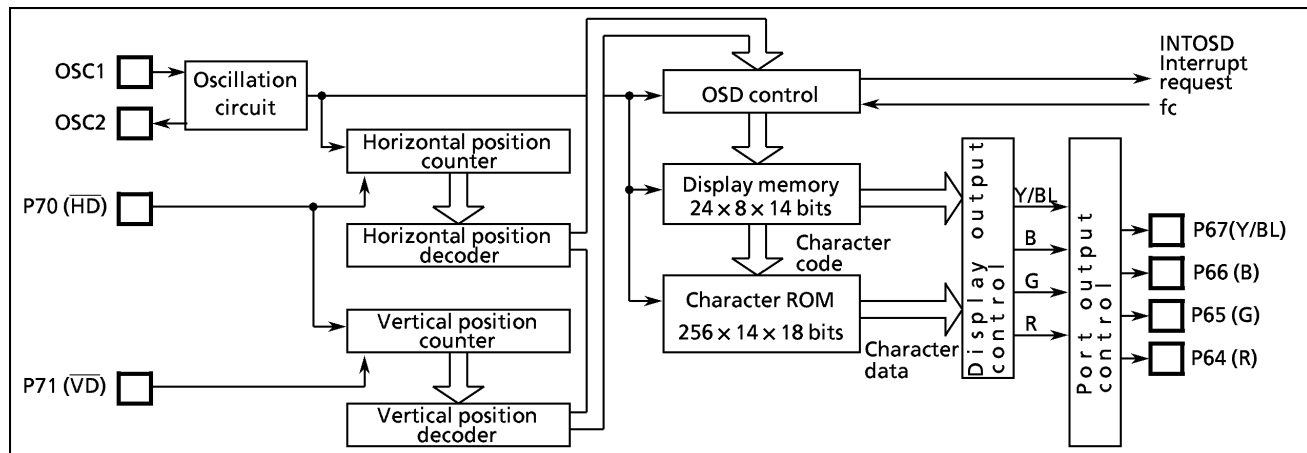 OSC1
OSC2
Oscillation
circuit
P70 (HD)
P71 (VD)
Horizontal position
counter
Horizontal position
decoder
Vertical position
counter
Vertical position
decoder
OSD control
Display memory
24 × 8 × 14 bits
Character
code
Character ROM
256 × 14 × 18 bits
Character
data
INTOSD
Interrupt
request
fc
Display output
control
Y/BL
B
G
R
Port output
control
P67(Y/BL)
P66 (B)
P65 (G)
P64 (R)